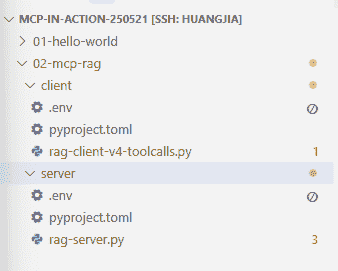 MCP-IN-ACTION-250521 [SSH: HUANGJIA]
01-hello-world
02-mcp-rag
client
.env
pyproject.toml
rag-client-v4-toolcalls.py 1
server
.env
pyproject.toml
rag-server.py 3